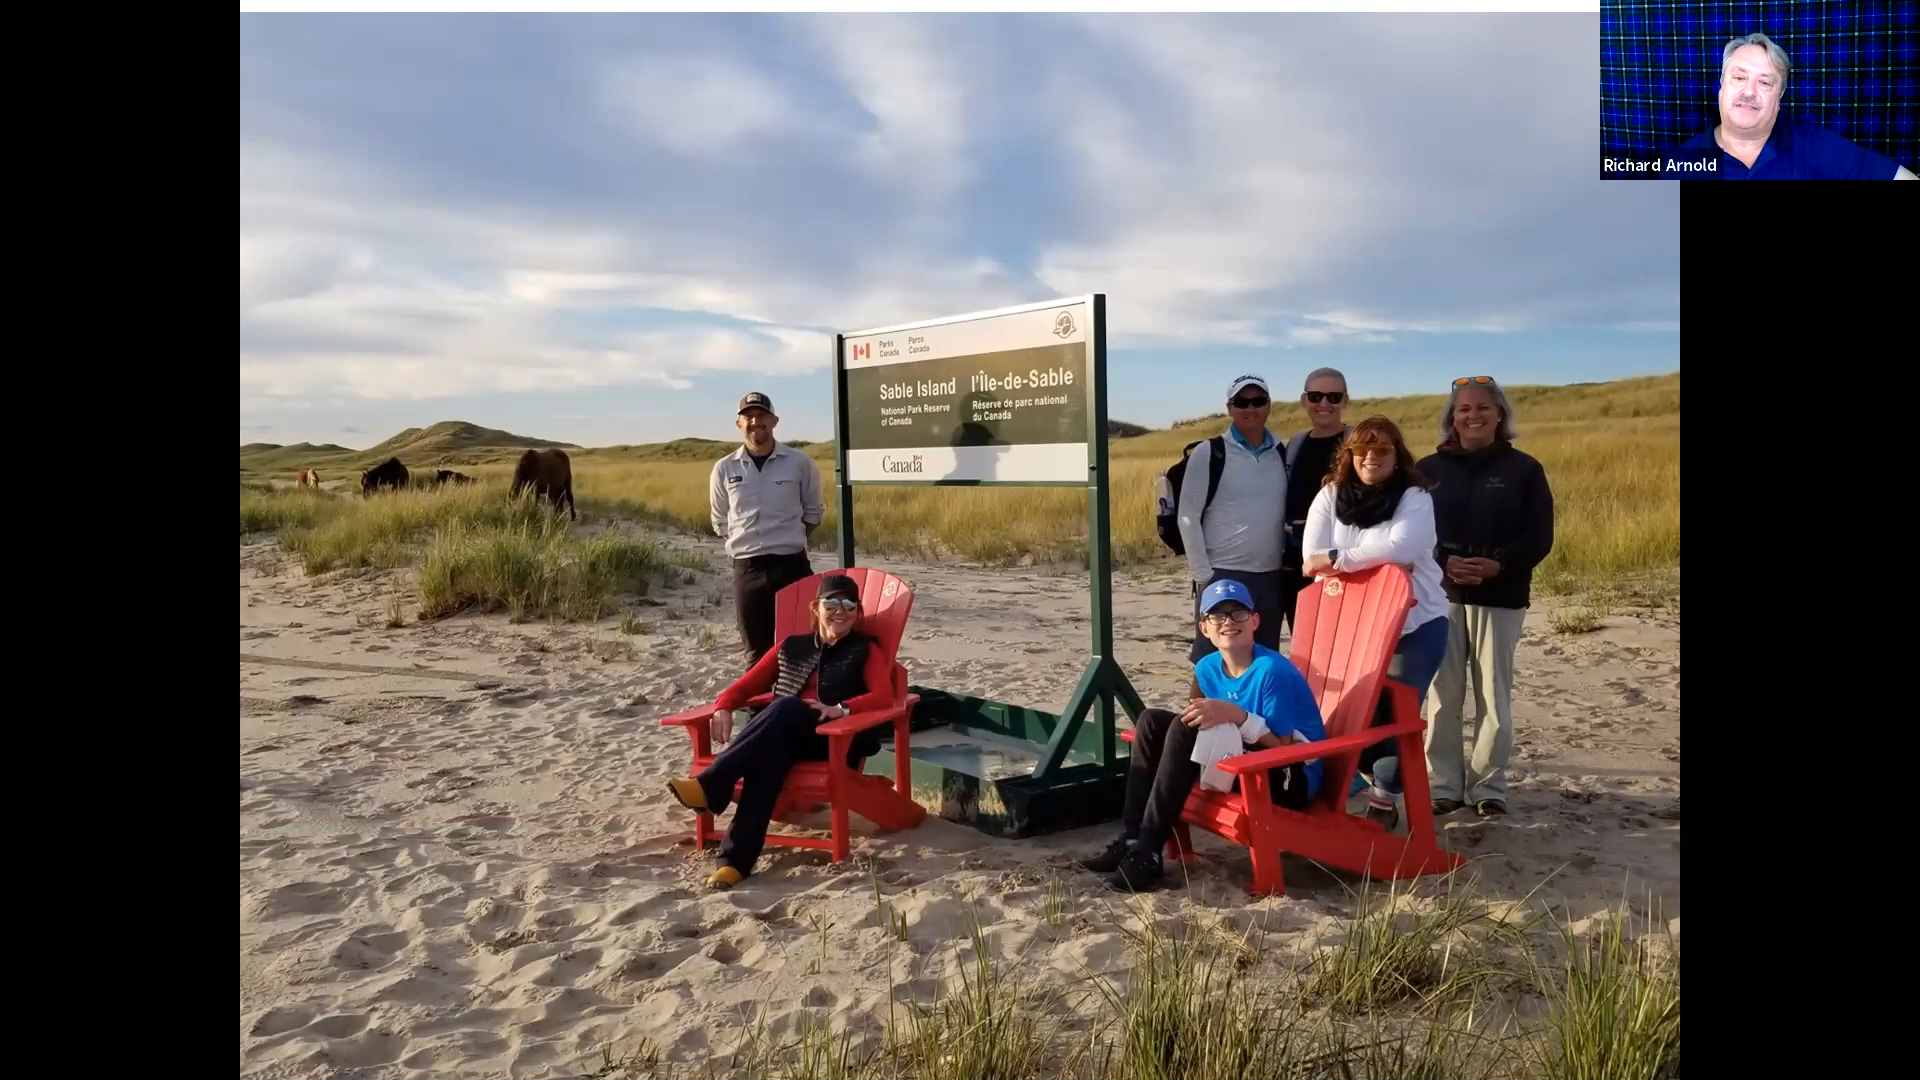 Richard Arnold
Parks
Canada
Parcs
Canada
Sable Island
National Park Reserve
of Canada
l'Île-de-Sable
Réserve de parc national
du Canada
Canada